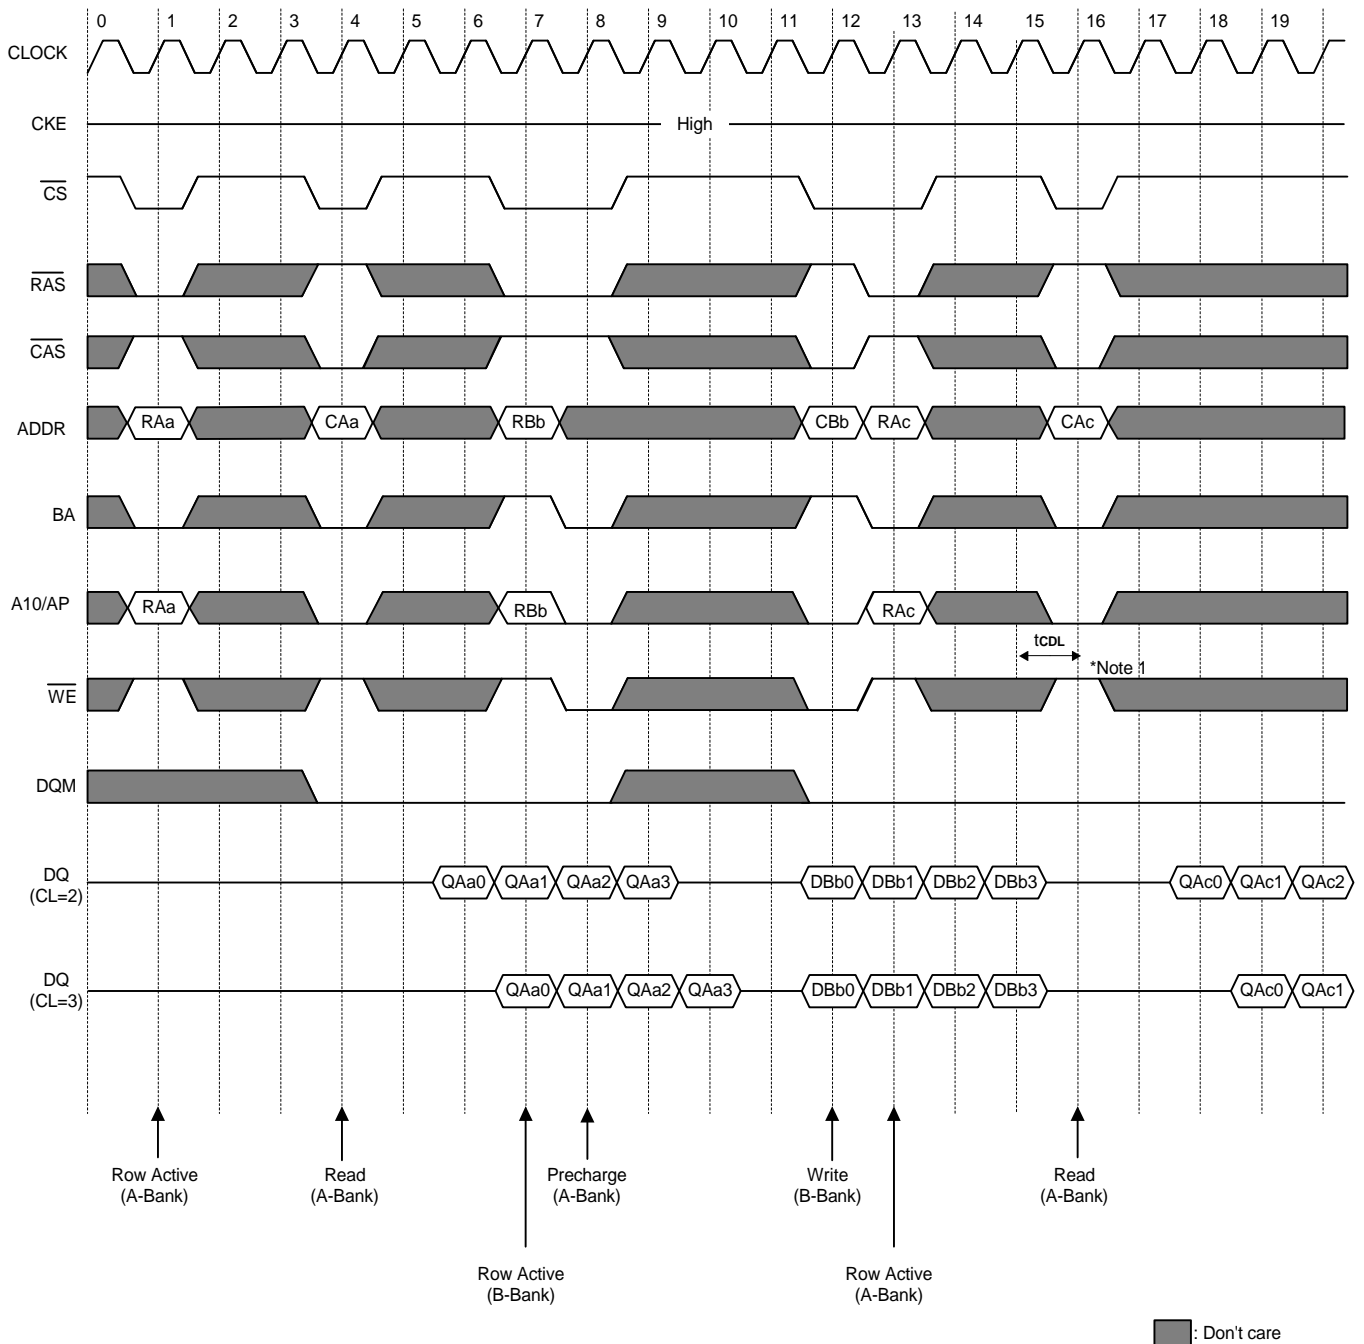 0 1 2 3 4 5 6 7 8 9 10 11 12 13 14 15 16 17 18 19
CLOCK
CKE High
CS
RAS
CAS
ADDR RAa CAa RBb CBb RAc CAc
BA
A10/AP RAa RBb RAc
tCDL
*Note 1
WE
DQM
DQ
(CL=2) QAa0 QAa1 QAa2 QAa3 DBb0 DBb1 DBb2 DBb3 QAc0 QAc1 QAc2
DQ
(CL=3) QAa0 QAa1 QAa2 QAa3 DBb0 DBb1 DBb2 DBb3 QAc0 QAc1
Row Active Read Precharge Write Read
(A-Bank) (A-Bank) (A-Bank) (B-Bank) (A-Bank)
Row Active Row Active
(B-Bank) (A-Bank)
: Don't care